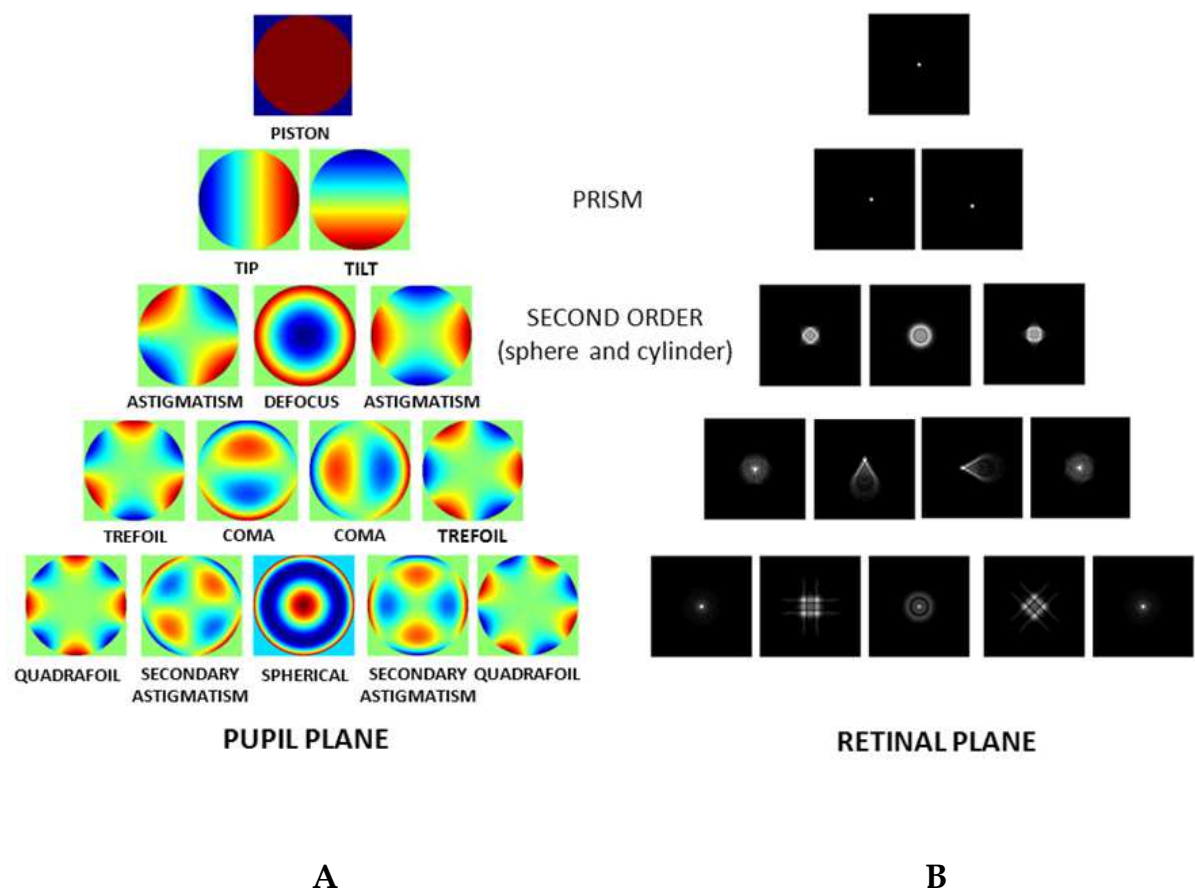 PISTON
PRISM
TIP TILT
SECOND ORDER
(sphere and cylinder)
ASTIGMATISM DEFOCUS ASTIGMATISM
TREFOIL COMA COMA TREFOIL
QUADRAFOIL SECONDARY ASTIGMATISM SPHERICAL SECONDARY ASTIGMATISM QUADRAFOIL
PUPIL PLANE RETINAL PLANE
A B